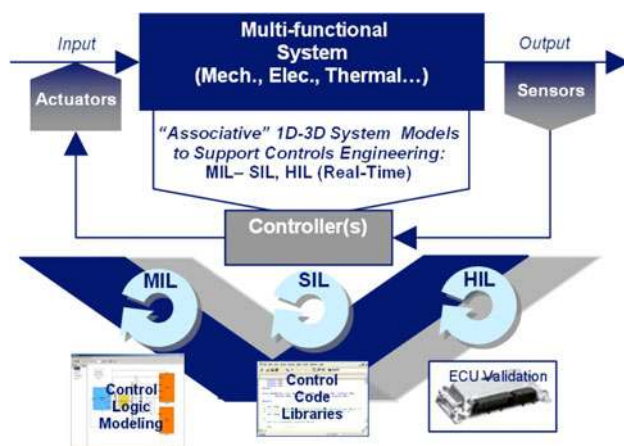 Input
Multi-functional
System
(Mech., Elec., Thermal…)
Output
Actuators
Sensors
"Associative" 1D-3D System Models
to Support Controls Engineering:
MIL– SIL, HIL (Real-Time)
Controller(s)
MIL
SIL
HIL
Control
Logic
Modeling
Control
Code
Libraries
ECU Validation